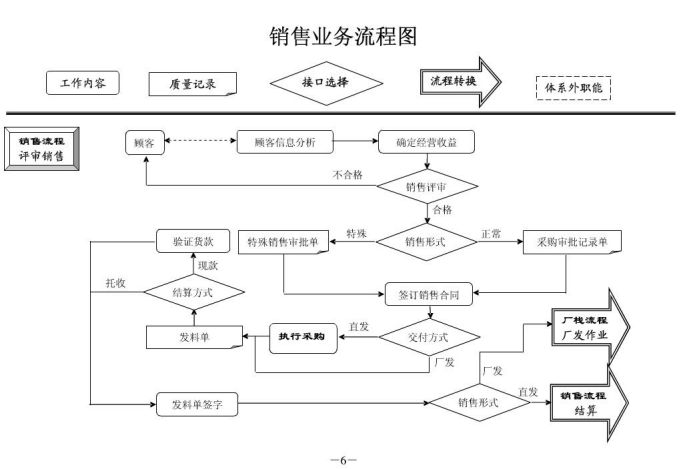 销售业务流程图
工作内容
质量记录
接口选择
流程转换
体系外职能
销售流程
评审销售
顾客
顾客信息分析
确定经营收益
不合格
销售评审
合格
验证货款
特殊销售审批单
特殊
销售形式
正常
采购审批记录单
现款
托收
结算方式
签订销售合同
发料单
执行采购
直发
交付方式
厂发
厂栈流程
厂发作业
厂发
发料单签字
销售形式
直发
销售流程
结算
—6—